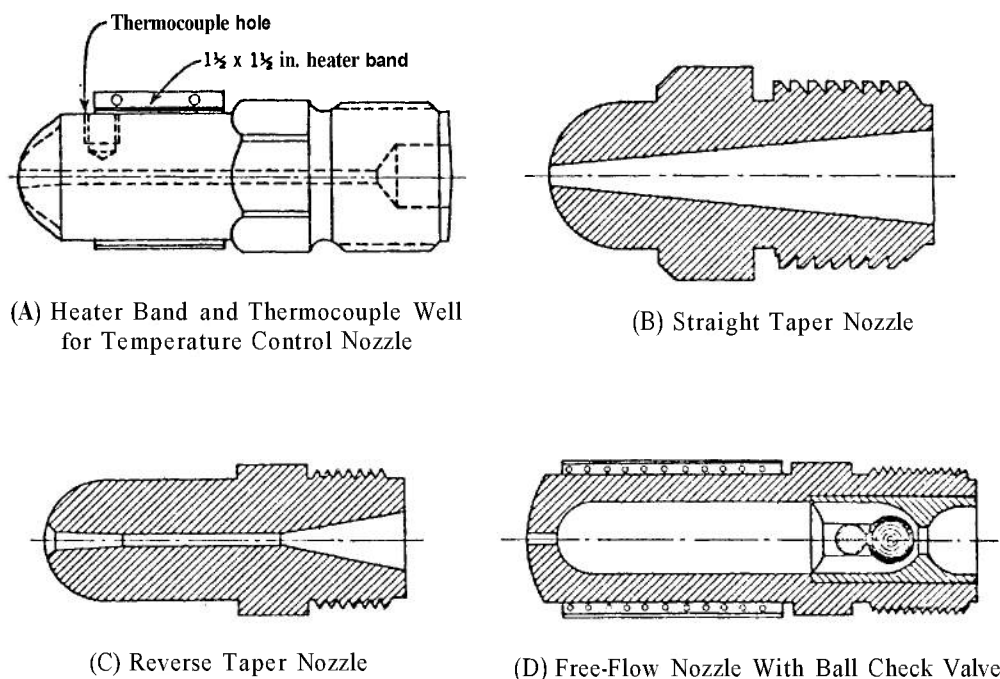 Thermocouple hole
1½ x 1½ in. heater band
(A) Heater Band and Thermocouple Well
for Temperature Control Nozzle
(B) Straight Taper Nozzle
(C) Reverse Taper Nozzle
(D) Free-Flow Nozzle With Ball Check Valve